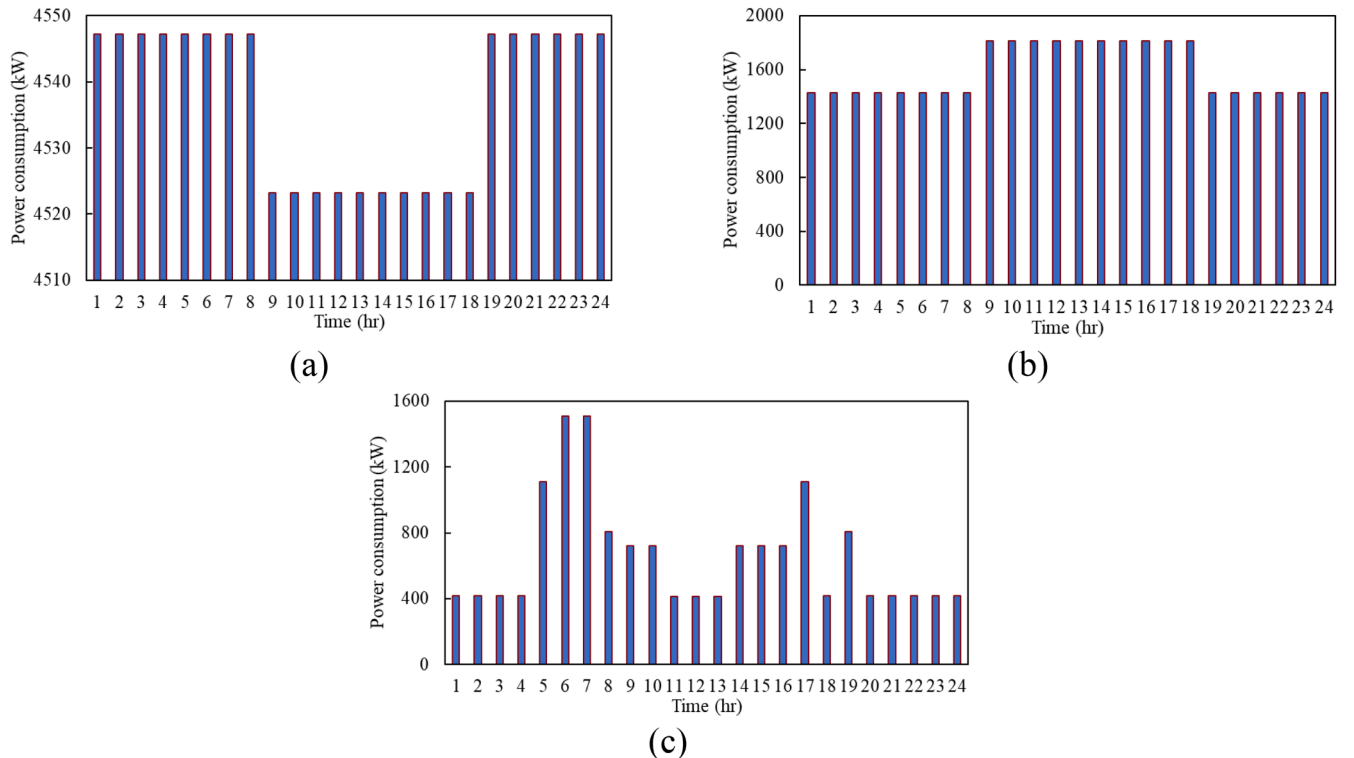 Power consumption (kW)
4550
4540
4530
4520
4510
1 2 3 4 5 6 7 8 9 10 11 12 13 14 15 16 17 18 19 20 21 22 23 24
Time (hr)
(a)
Power consumption (kW)
2000
1600
1200
800
400
0
1 2 3 4 5 6 7 8 9 10 11 12 13 14 15 16 17 18 19 20 21 22 23 24
Time (hr)
(b)
Power consumption (kW)
1600
1200
800
400
0
1 2 3 4 5 6 7 8 9 10 11 12 13 14 15 16 17 18 19 20 21 22 23 24
Time (hr)
(c)